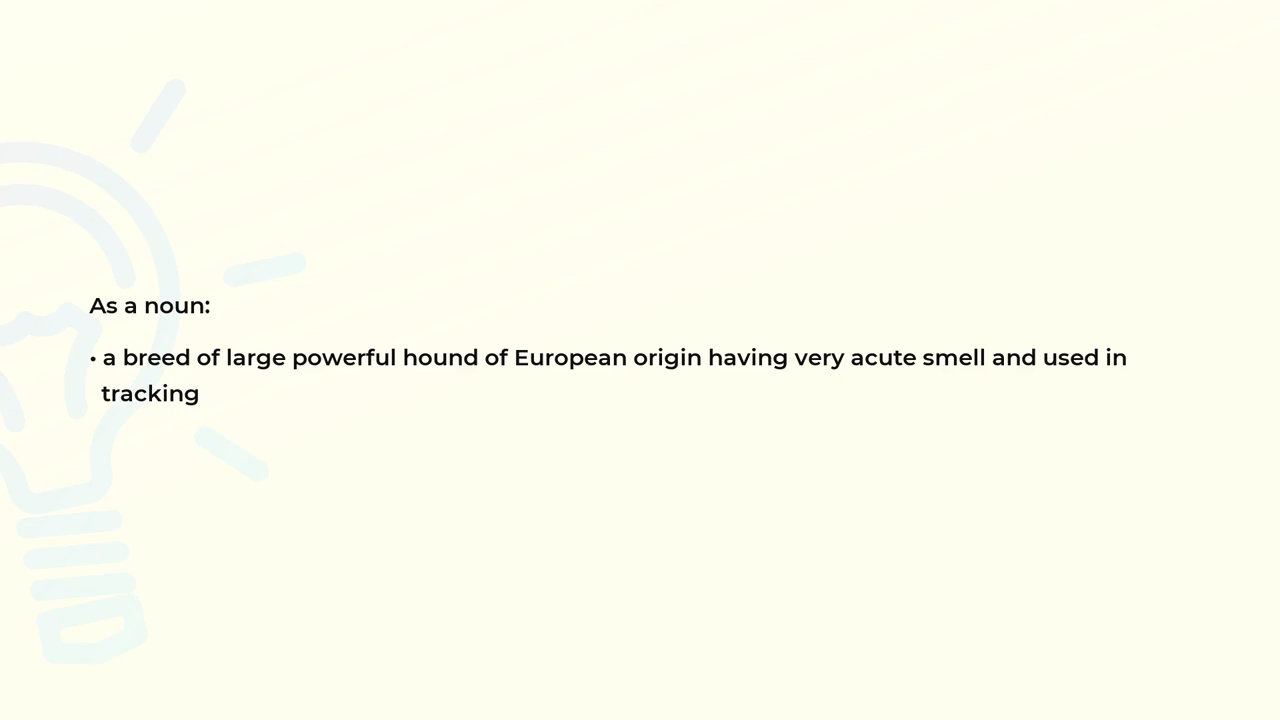 As a noun:
• a breed of large powerful hound of European origin having very acute smell and used in
tracking